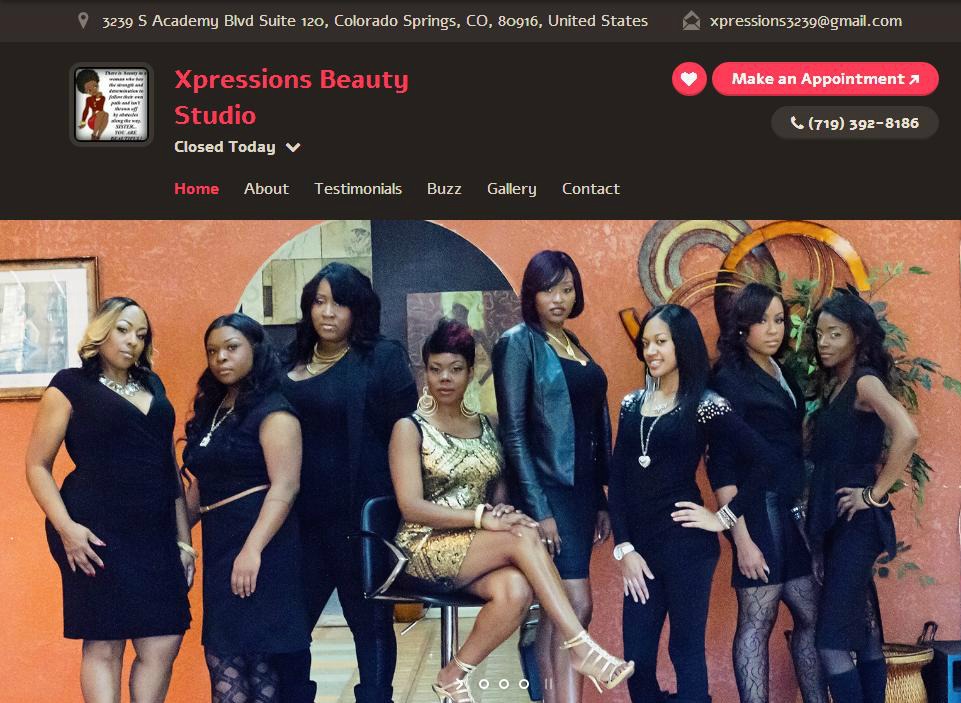 3239 S Academy Blvd Suite 120, Colorado Springs, CO, 80916, United States
xpressions3239@gmail.com
There is beauty in a
woman who has
the strength and
determination to
follow their own
path and isn't
thrown off
by obstacles
along the way.
SISTER...
YOU ARE
BEAUTIFUL!
Xpressions Beauty
Studio
Closed Today
Make an Appointment
(719) 392-8186
Home About Testimonials Buzz Gallery Contact